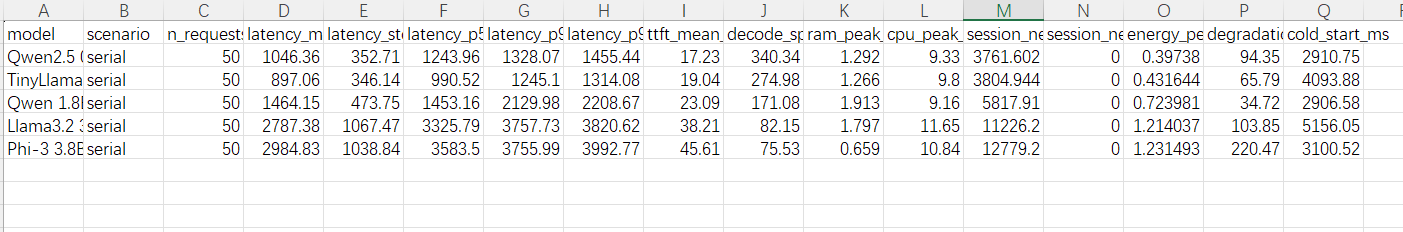 A B C D E F G H I J K L M N O P Q
model scenario n_requests latency_m latency_st latency_p5 latency_p9 latency_p9 ttft_mean_ decode_sp ram_peak_ cpu_peak_ session_ne session_ne energy_pe degradati cold_start_ms
Qwen2.5 serial 50 1046.36 352.71 1243.96 1328.07 1455.44 17.23 340.34 1.292 9.33 3761.602 0 0.39738 94.35 2910.75
TinyLlama serial 50 897.06 346.14 990.52 1245.1 1314.08 19.04 274.98 1.266 9.8 3804.944 0 0.431644 65.79 4093.88
Qwen 1.8 serial 50 1464.15 473.75 1453.16 2129.98 2208.67 23.09 171.08 1.913 9.16 5817.91 0 0.723981 34.72 2906.58
Llama3.2 serial 50 2787.38 1067.47 3325.79 3757.73 3820.62 38.21 82.15 1.797 11.65 11226.2 0 1.214037 103.85 5156.05
Phi-3 3.8B serial 50 2984.83 1038.84 3583.5 3755.99 3992.77 45.61 75.53 0.659 10.84 12779.2 0 1.231493 220.47 3100.52